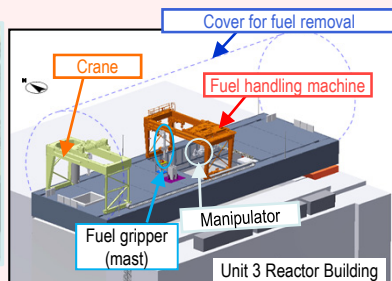 Cover for fuel removal
Crane
Fuel handling machine
Manipulator
Fuel gripper
(mast)
Unit 3 Reactor Building